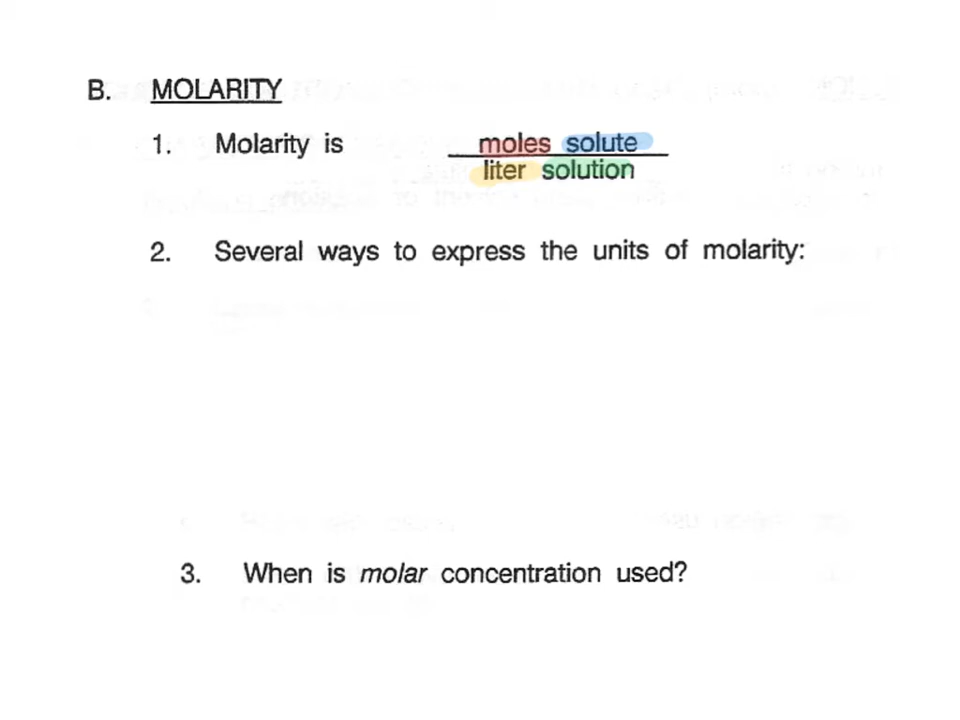 B. MOLARITY
1. Molarity is moles solute
liter solution
2. Several ways to express the units of molarity:
3. When is molar concentration used?